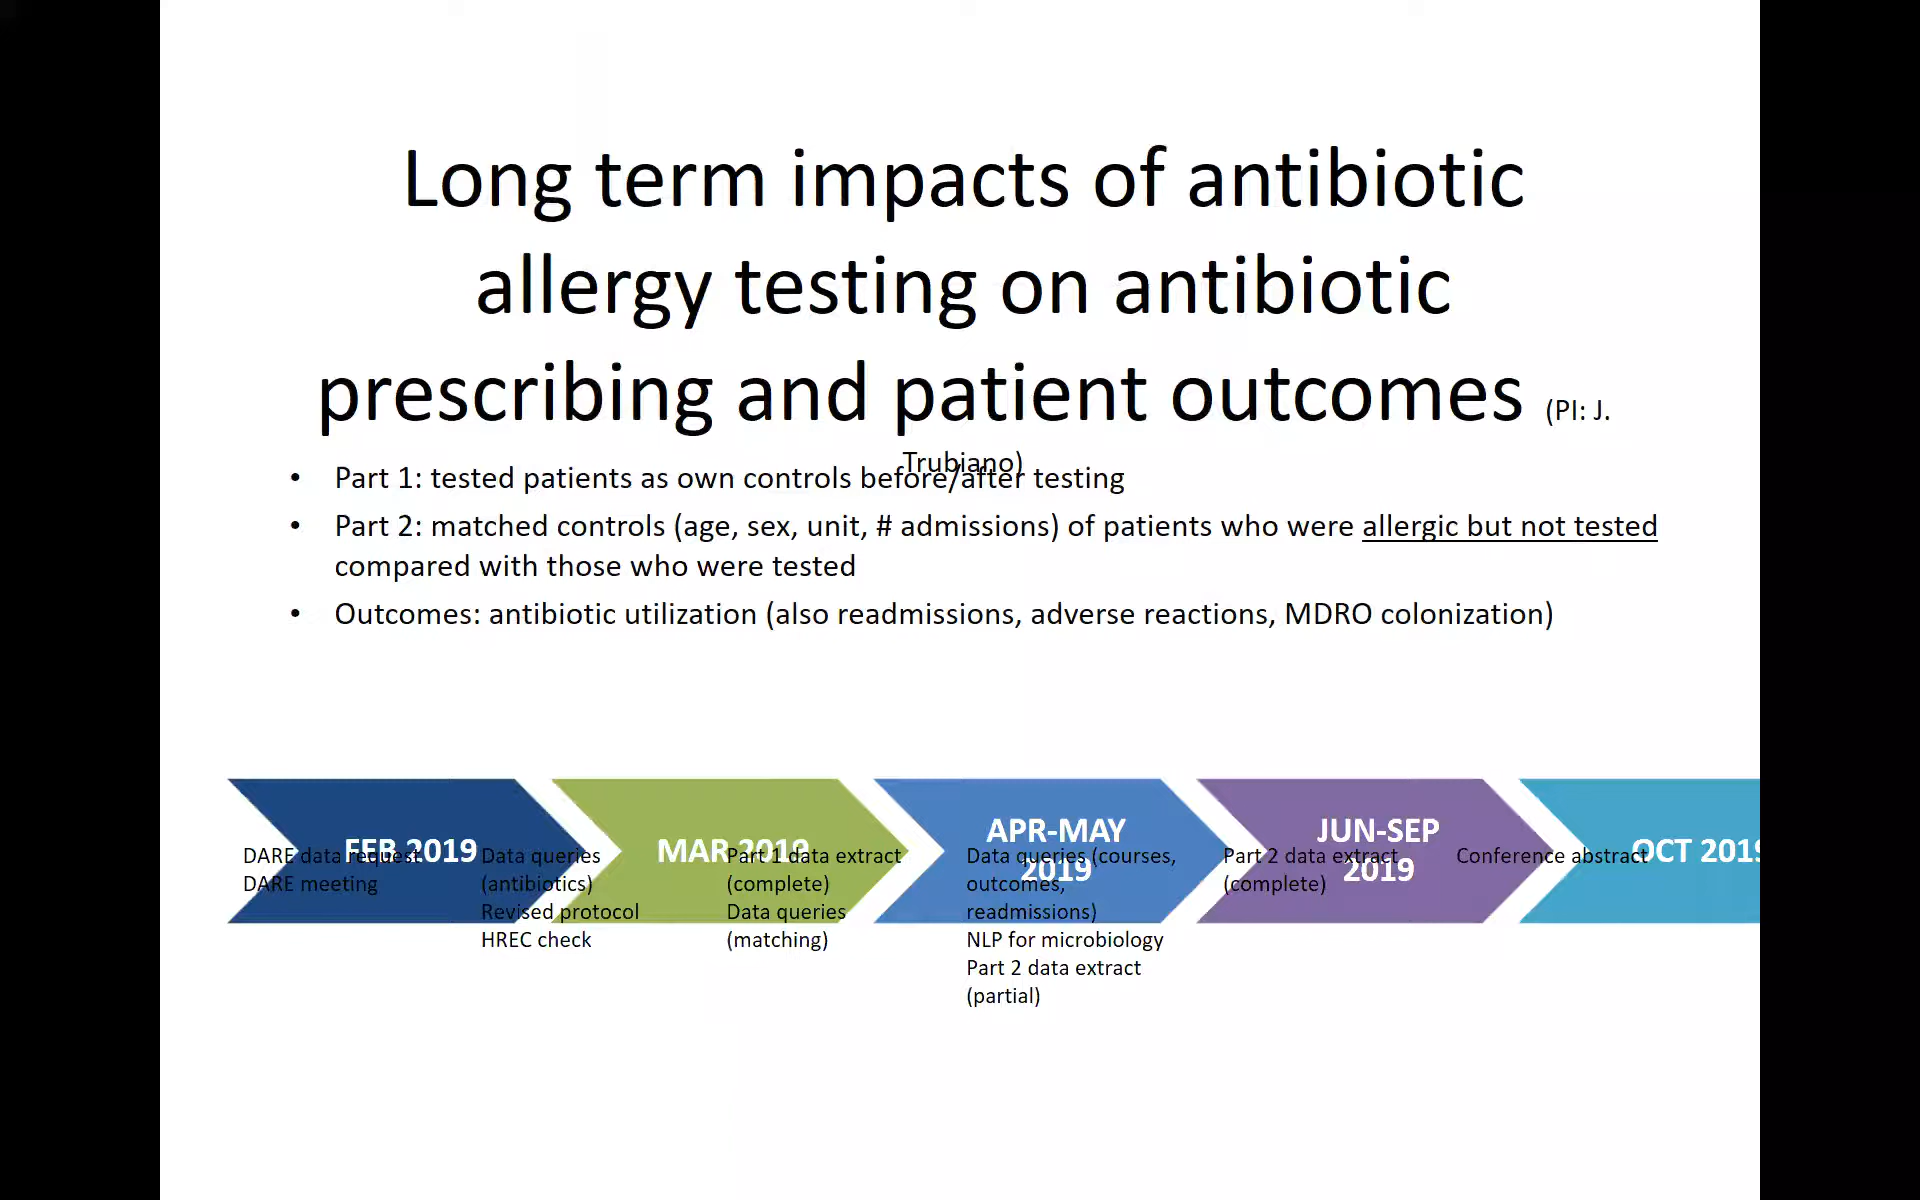 Long term impacts of antibiotic
allergy testing on antibiotic
prescribing and patient outcomes (PI: J.
Trubiano)
• Part 1: tested patients as own controls before/after testing
• Part 2: matched controls (age, sex, unit, # admissions) of patients who were allergic but not tested
compared with those who were tested
• Outcomes: antibiotic utilization (also readmissions, adverse reactions, MDRO colonization)
FEB 2019
MAR 2019
APR-MAY
2019
JUN-SEP
2019
OCT 2019
DARE data request
DARE meeting
Data queries
(antibiotics)
Revised protocol
HREC check
Part 1 data extract
(complete)
Data queries
(matching)
Data queries (courses,
outcomes,
readmissions)
NLP for microbiology
Part 2 data extract
(partial)
Part 2 data extract
(complete)
Conference abstract